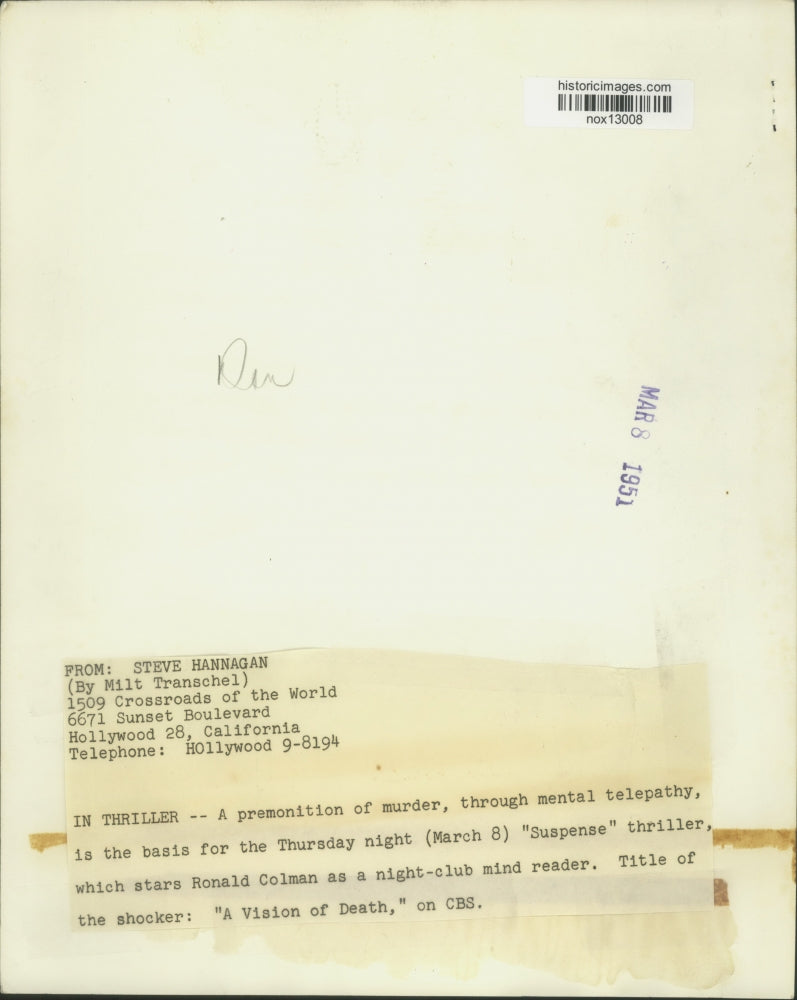 historicimages.com
nox13008
MAR 8 1951
FROM:  STEVE HANNAGAN
(By Milt Transchel)
1509 Crossroads of the World
6671 Sunset Boulevard
Hollywood 28, California
Telephone:  HOllywood 9-8194
IN THRILLER -- A premonition of murder, through mental telepathy,
is the basis for the Thursday night (March 8) "Suspense" thriller,
which stars Ronald Colman as a night-club mind reader.  Title of
the shocker:  "A Vision of Death," on CBS.